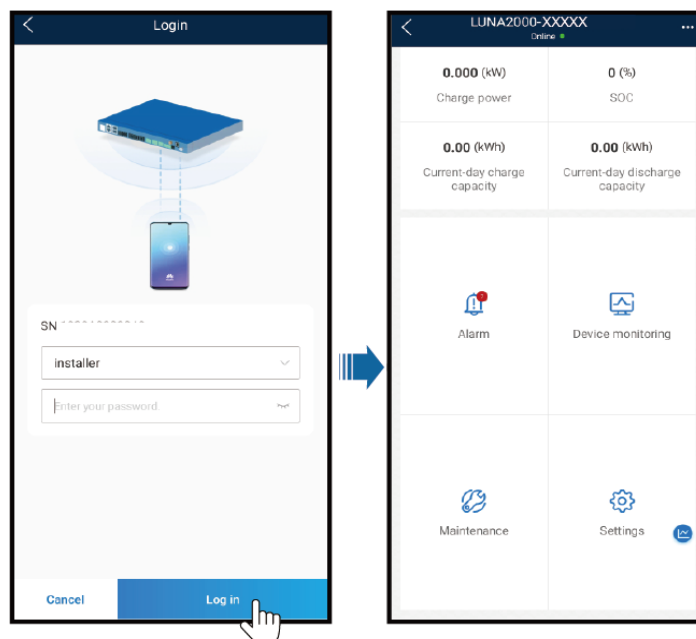 Login
SN
installer
Enter your password
Cancel
Log in
LUNA2000-XXXXX
Online
...
0.000 (kW)
Charge power
0 (%)
SOC
0.00 (kWh)
Current-day charge
capacity
0.00 (kWh)
Current-day discharge
capacity
Alarm
Device monitoring
Maintenance
Settings